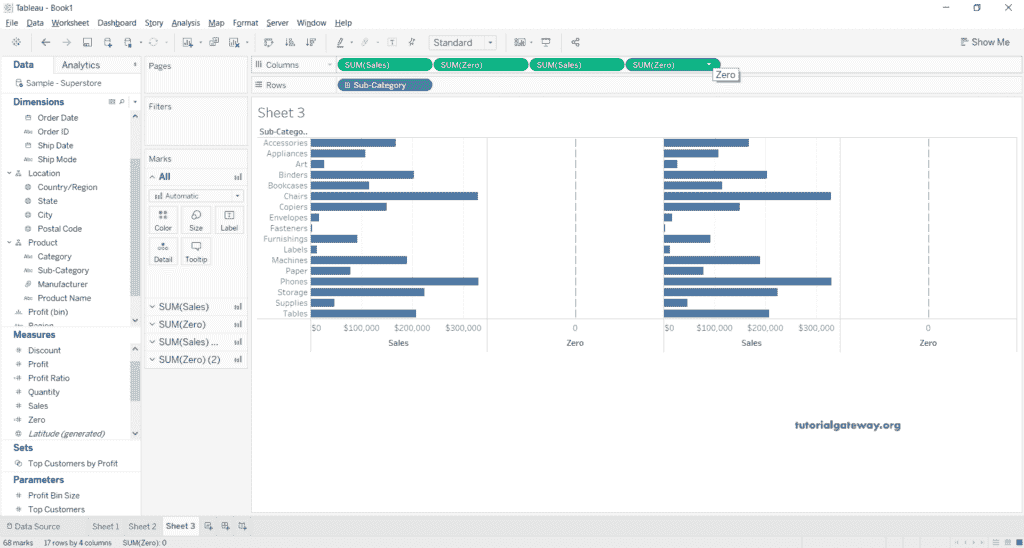 Tableau - Book1
File Data Worksheet Dashboard Story Analysis Map Format Server Window Help
Standard
Show Me
Data Analytics
Sample - Superstore
Dimensions
Order Date
Abc Order ID
Ship Date
Abc Ship Mode
Location
Country/Region
State
City
Postal Code
Product
Abc Category
Abc Sub-Category
Manufacturer
Abc Product Name
Profit (bin)
Region
Measures
# Discount
# Profit
=# Profit Ratio
# Quantity
# Sales
=# Zero
Latitude (generated)
Sets
Top Customers by Profit
Parameters
# Profit Bin Size
# Top Customers
Pages
Filters
Marks
All
Automatic
Color Size Label
Detail Tooltip
SUM(Sales)
SUM(Zero)
SUM(Sales) ...
SUM(Zero) (2)
Columns SUM(Sales) SUM(Zero) SUM(Sales) SUM(Zero)
Zero
Rows Sub-Category
Sheet 3
Sub-Catego..
Accessories
Appliances
Art
Binders
Bookcases
Chairs
Copiers
Envelopes
Fasteners
Furnishings
Labels
Machines
Paper
Phones
Storage
Supplies
Tables
$0 $100,000 $200,000 $300,000 0 $0 $100,000 $200,000 $300,000 0
Sales Zero Sales Zero
tutorialgateway.org
Data Source Sheet 1 Sheet 2 Sheet 3
68 marks 17 rows by 4 columns SUM(Zero): 0